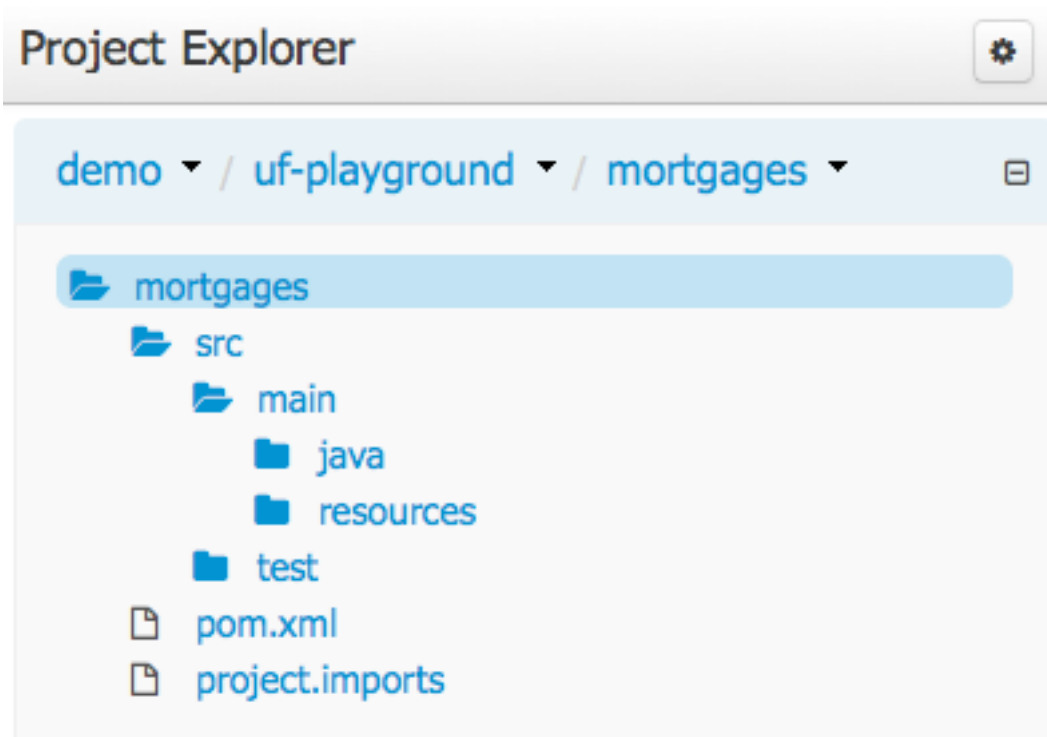 Project Explorer
demo / uf-playground / mortgages
mortgages
src
main
java
resources
test
pom.xml
project.imports